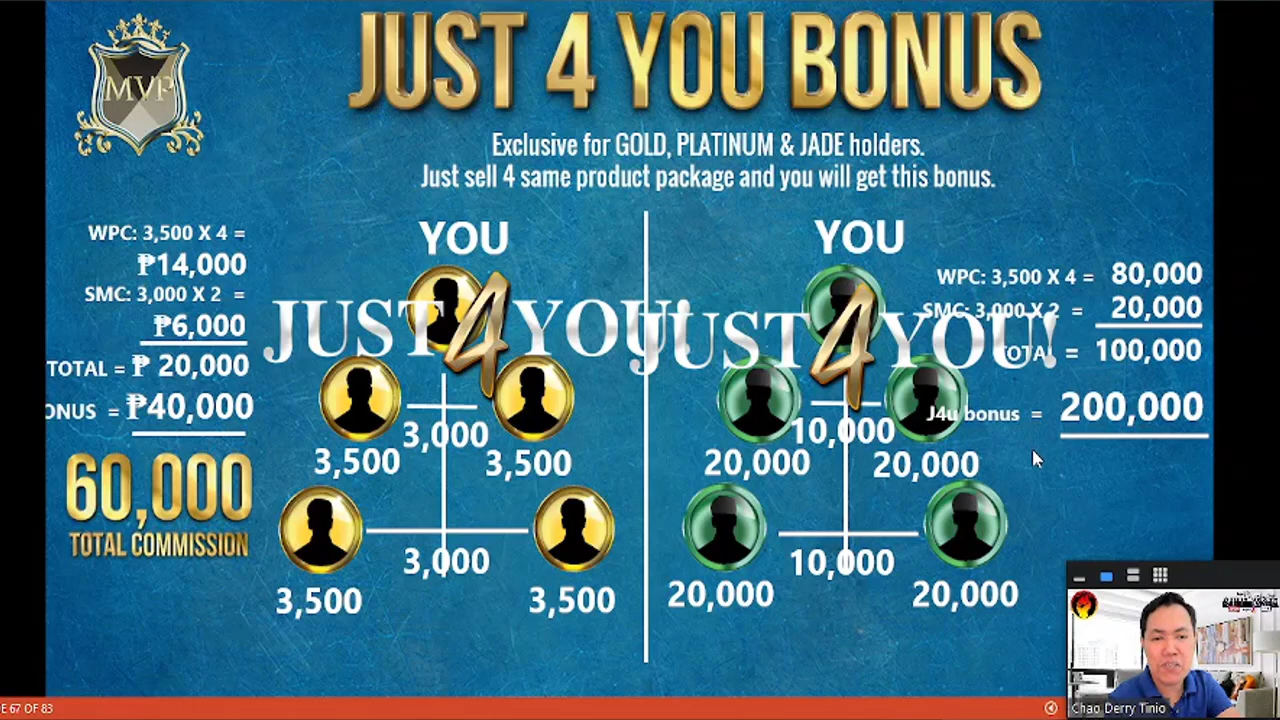 MVP
JUST 4 YOU BONUS
Exclusive for GOLD, PLATINUM & JADE holders.
Just sell 4 same product package and you will get this bonus.
WPC: 3,500 X 4 =
₱14,000
SMC: 3,000 X 2 =
₱6,000
TOTAL = ₱ 20,000
ONUS = ₱40,000
60,000
TOTAL COMMISSION
YOU
JUST 4 YOU!
3,000
3,500 3,500
3,000
3,500 3,500
YOU
JUST 4 YOU!
10,000
20,000 20,000
10,000
20,000 20,000
WPC: 3,500 X 4 = 80,000
SMC: 3,000 X 2 = 20,000
TOTAL = 100,000
J4u bonus = 200,000
E 67 OF 83
Chao Derry Tinio